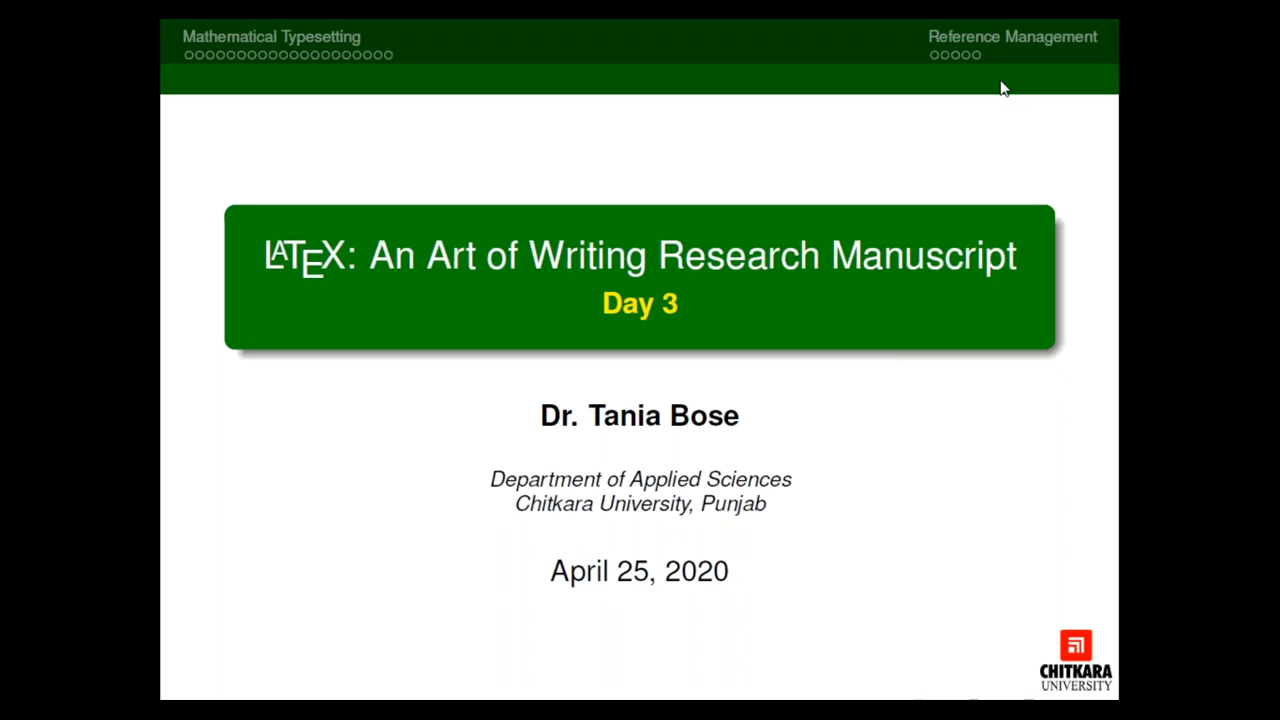 Mathematical Typesetting
Reference Management
LATEX: An Art of Writing Research Manuscript
Day 3
Dr. Tania Bose
Department of Applied Sciences
Chitkara University, Punjab
April 25, 2020
CHITKARA
UNIVERSITY